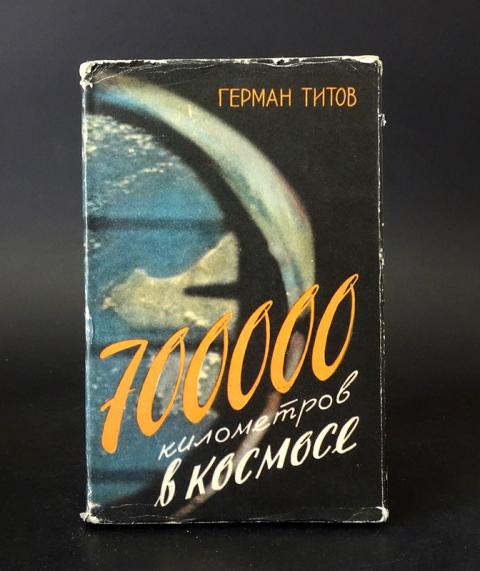 ГЕРМАН ТИТОВ
700000
километров
в космосе